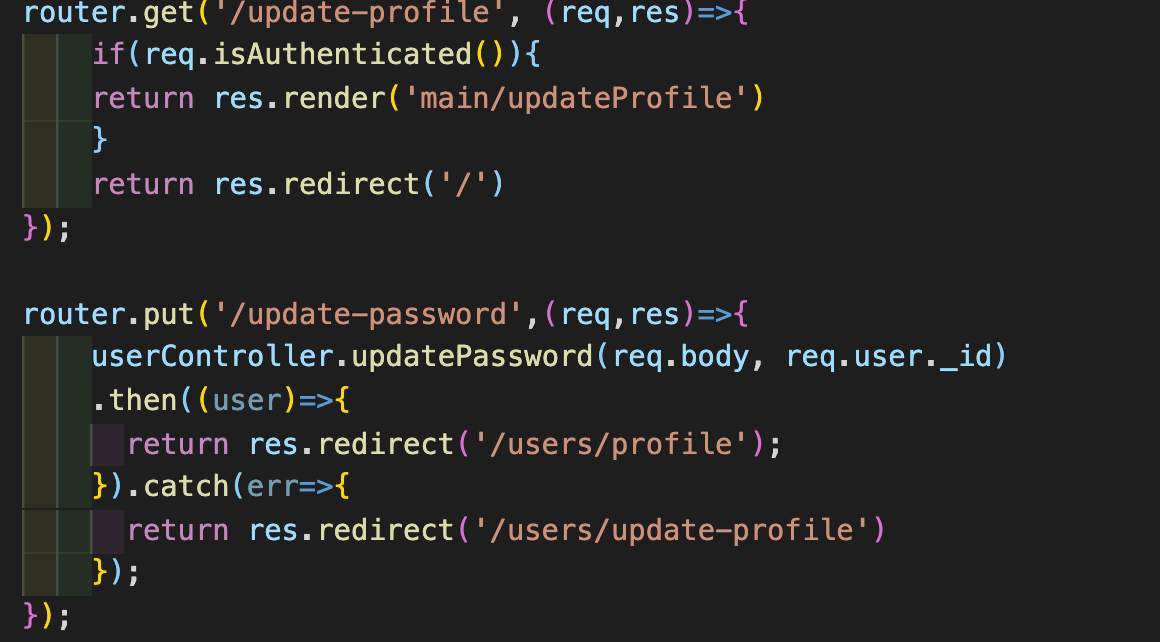 router.get('/update-profile', (req,res)=>{
if(req.isAuthenticated()){
return res.render('main/updateProfile')
}
return res.redirect('/')
});
router.put('/update-password',(req,res)=>{
userController.updatePassword(req.body, req.user._id)
.then((user)=>{
return res.redirect('/users/profile');
}).catch(err=>{
return res.redirect('/users/update-profile')
});
});